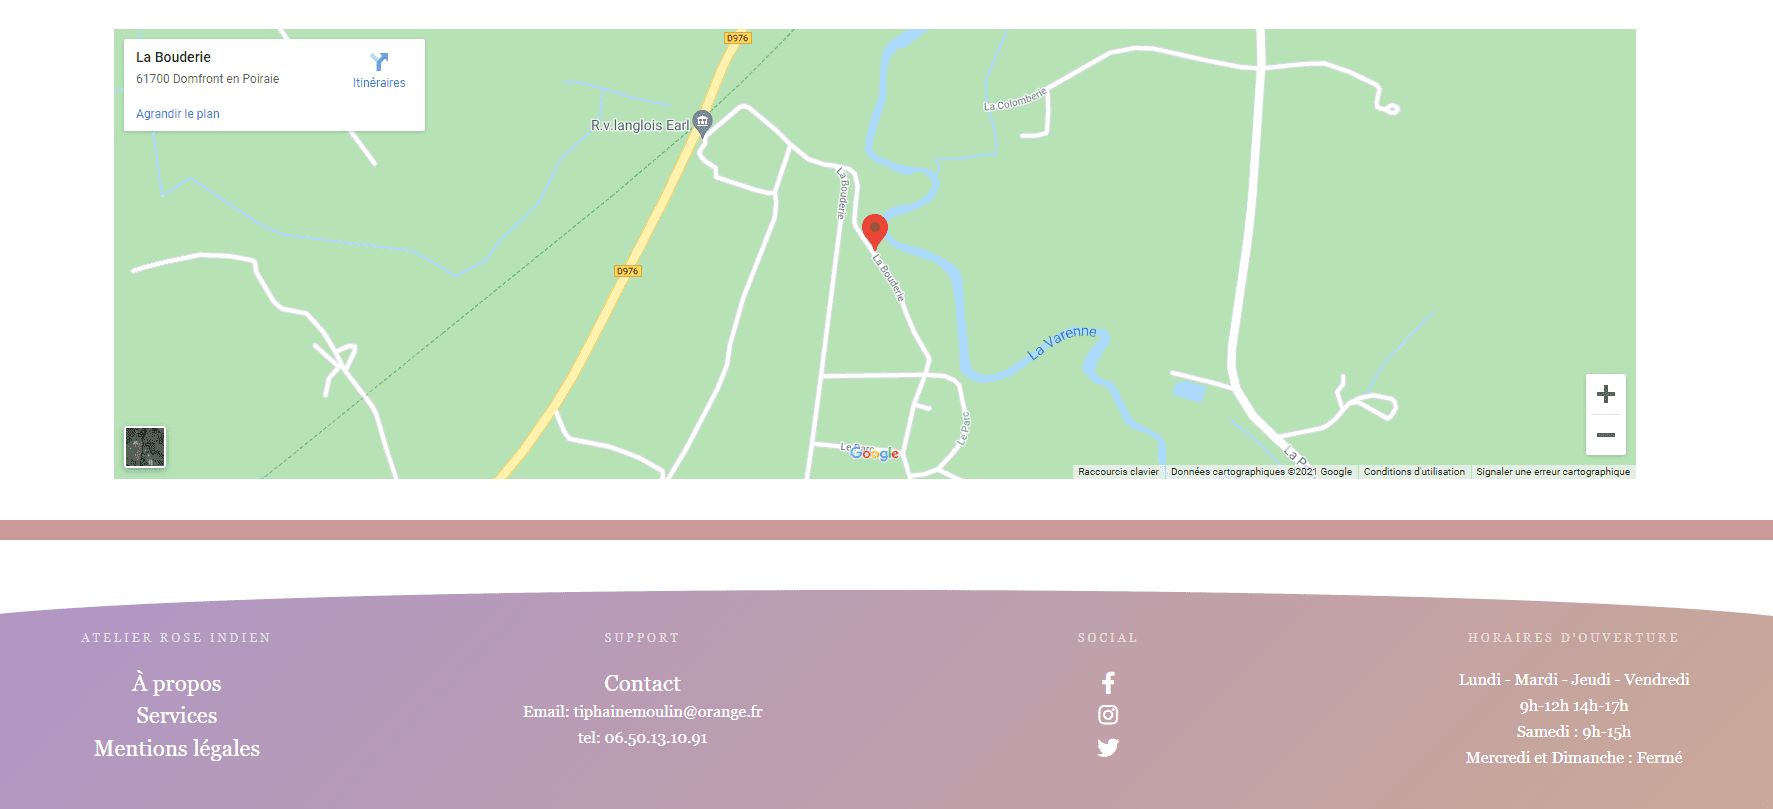 La Bouderie
61700 Domfront en Poiraie
Itinéraires
Agrandir le plan
D976
R.v.langlois Earl
La Colomberie
La Bouderie
La Bouderie
D976
La Varenne
Le Parc
Le Parc
Google
La P
Raccourcis clavier
Données cartographiques ©2021 Google
Conditions d'utilisation
Signaler une erreur cartographique
ATELIER ROSE INDIEN
À propos
Services
Mentions légales
SUPPORT
Contact
Email: tiphainemoulin@orange.fr
tel: 06.50.13.10.91
SOCIAL
HORAIRES D'OUVERTURE
Lundi - Mardi - Jeudi - Vendredi
9h-12h 14h-17h
Samedi : 9h-15h
Mercredi et Dimanche : Fermé